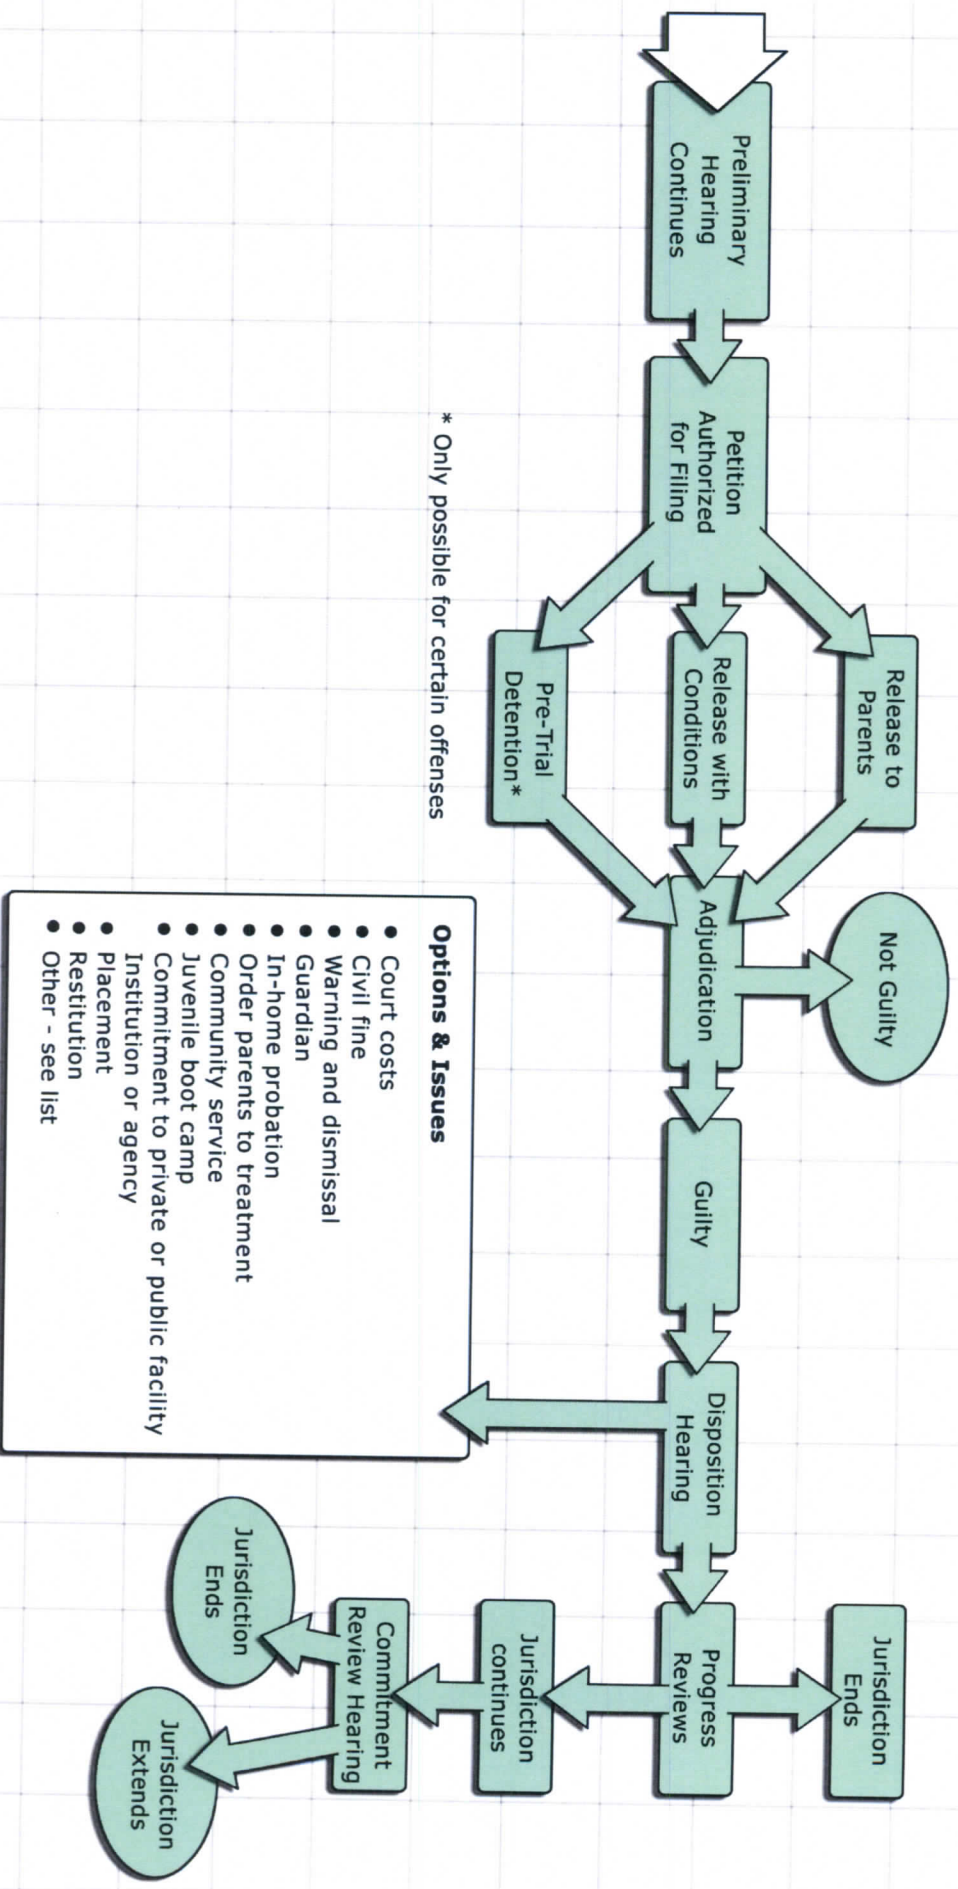 Preliminary
Hearing
Continues
Petition
Authorized
for Filing
Release to
Parents
Release with
Conditions
Pre-Trial
Detention*
* Only possible for certain offenses
Not Guilty
Adjudication
Guilty
Disposition
Hearing
Options & Issues
● Court costs
● Civil fine
● Warning and dismissal
● Guardian
● In-home probation
● Order parents to treatment
● Community service
● Juvenile boot camp
● Commitment to private or public facility
Institution or agency
● Placement
● Restitution
● Other - see list
Jurisdiction
Ends
Progress
Reviews
Jurisdiction
continues
Commitment
Review Hearing
Jurisdiction
Ends
Jurisdiction
Extends